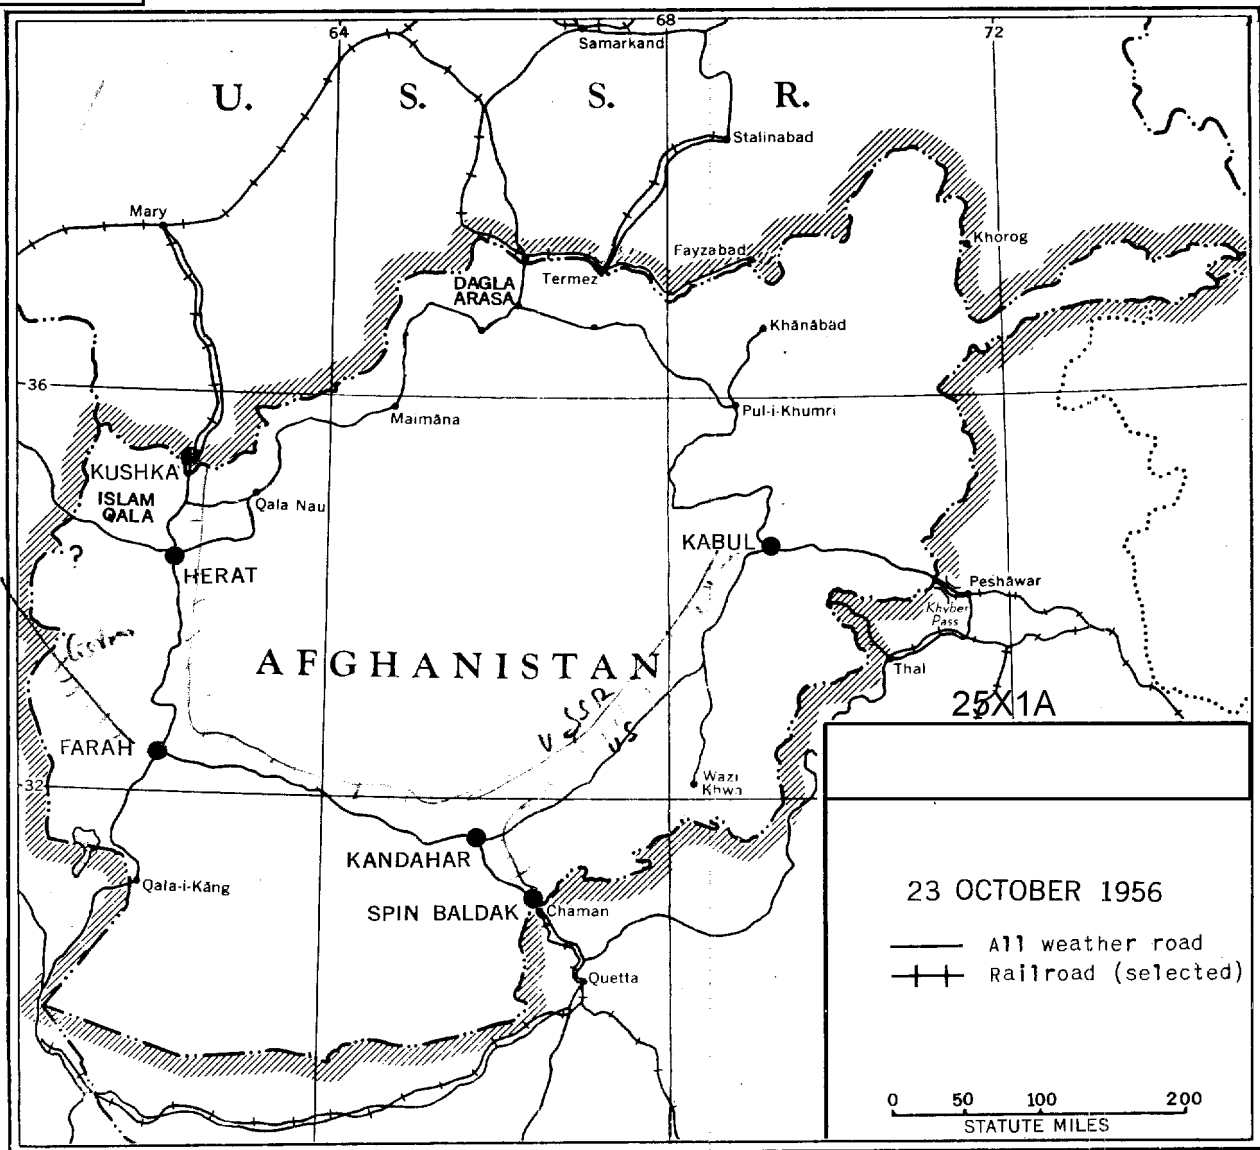 64
68
72
Samarkand
U. S. S. R.
Stalinabad
Mary
Khorog
Fayzabad
Termez
DAGLA
ARASA
Khānābād
36
Maimāna
Pul-i-Khumri
KUSHKA
ISLAM
QALA
Qala Nau
KABUL
?
HERAT
Peshāwar
Khyber
Pass
AFGHANISTAN
Thal
25X1A
USSR
US
FARAH
Wazi
Khwa
32
KANDAHAR
Qala-i-Kāng
SPIN BALDAK
Chaman
23 OCTOBER 1956
All weather road
Railroad (selected)
Quetta
0 50 100 200
STATUTE MILES